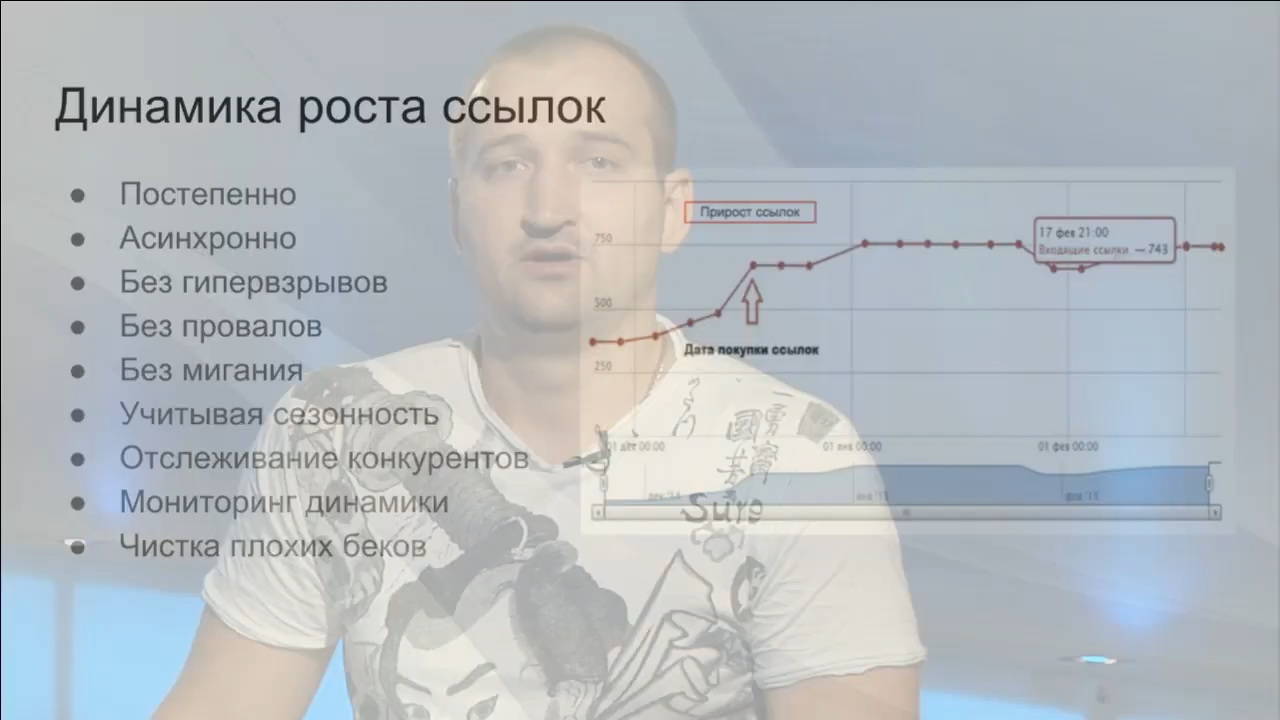 Динамика роста ссылок
● Постепенно
● Асинхронно
● Без гипервзрывов
● Без провалов
● Без мигания
● Учитывая сезонность
● Отслеживание конкурентов
● Мониторинг динамики
● Чистка плохих беков
Прирост ссылок
17 фев 21:00
Входящие ссылки — 743
750
500
Дата покупки ссылок
250
0
01 дек 00:00
01 янв 00:00
01 фев 00:00
Sure